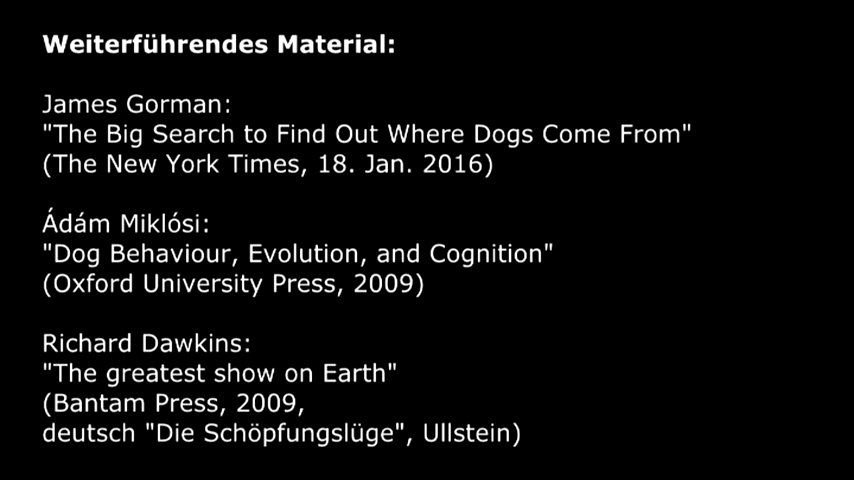 Weiterführendes Material:
James Gorman:
"The Big Search to Find Out Where Dogs Come From"
(The New York Times, 18. Jan. 2016)
Ádám Miklósi:
"Dog Behaviour, Evolution, and Cognition"
(Oxford University Press, 2009)
Richard Dawkins:
"The greatest show on Earth"
(Bantam Press, 2009,
deutsch "Die Schöpfungslüge", Ullstein)